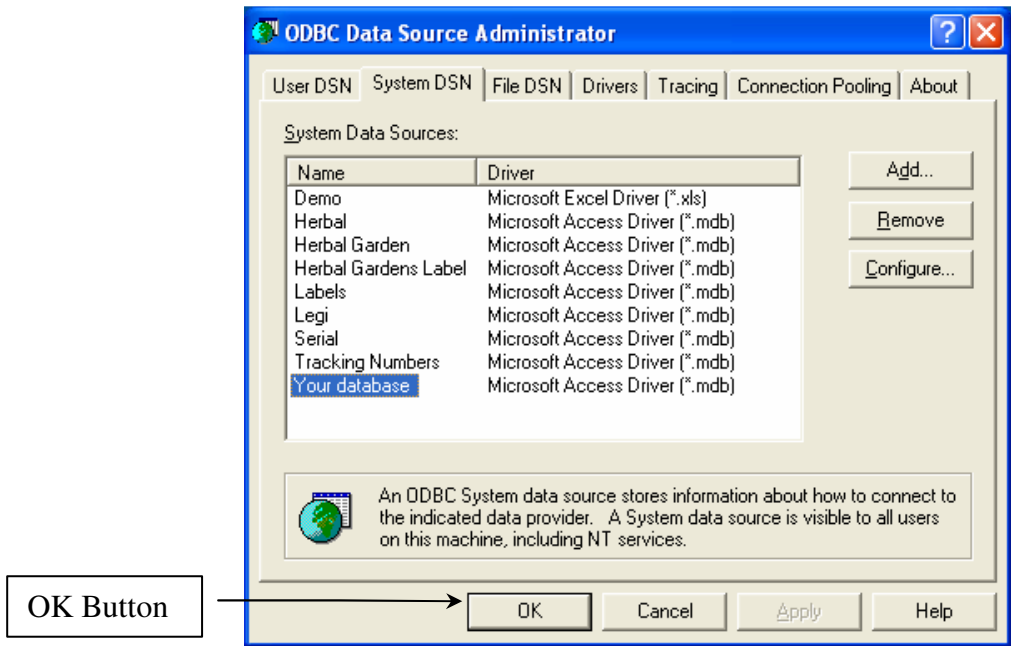 ODBC Data Source Administrator
User DSN System DSN File DSN Drivers Tracing Connection Pooling About
System Data Sources:
Name Driver
Demo Microsoft Excel Driver (*.xls)
Herbal Microsoft Access Driver (*.mdb)
Herbal Garden Microsoft Access Driver (*.mdb)
Herbal Gardens Label Microsoft Access Driver (*.mdb)
Labels Microsoft Access Driver (*.mdb)
Legi Microsoft Access Driver (*.mdb)
Serial Microsoft Access Driver (*.mdb)
Tracking Numbers Microsoft Access Driver (*.mdb)
Your database Microsoft Access Driver (*.mdb)
Add...
Remove
Configure...
An ODBC System data source stores information about how to connect to
the indicated data provider. A System data source is visible to all users
on this machine, including NT services.
OK Button
OK Cancel Apply Help